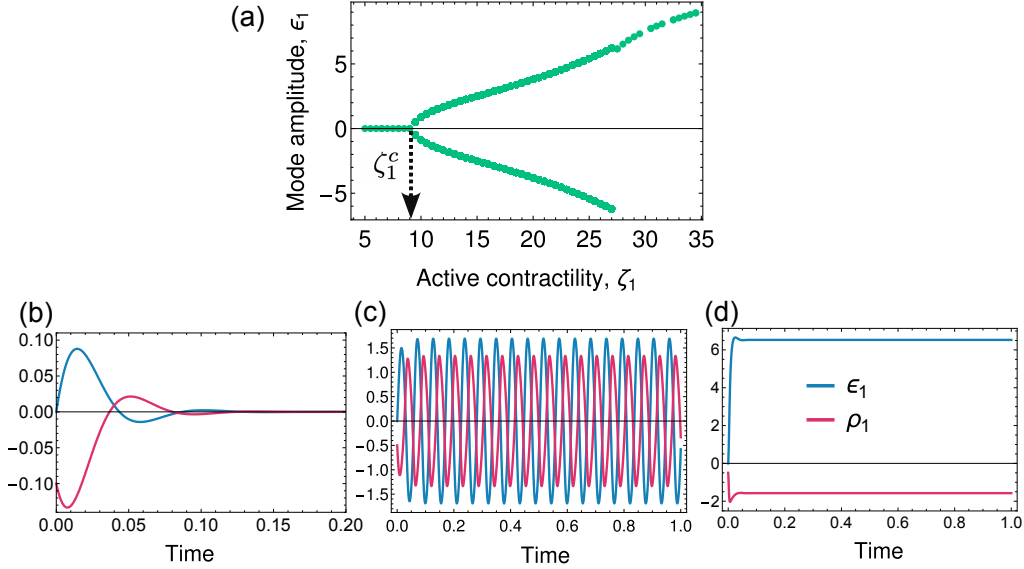 (a)
Mode amplitude, ϵ₁
5
0
−5
ζ₁ᶜ
5 10 15 20 25 30 35
Active contractility, ζ₁
(b)
0.10
0.05
0.00
−0.05
−0.10
0.00 0.05 0.10 0.15 0.20
Time
(c)
1.5
1.0
0.5
0.0
−0.5
−1.0
−1.5
0.0 0.2 0.4 0.6 0.8 1.0
Time
(d)
6
4
2
0
−2
ϵ₁
ρ₁
0.0 0.2 0.4 0.6 0.8 1.0
Time